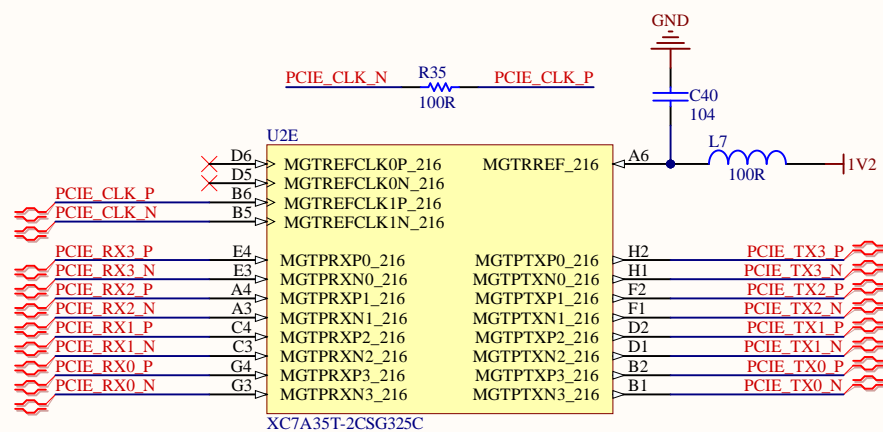 GND
PCIE_CLK_N R35 PCIE_CLK_P
100R
C40
104
U2E
L7
100R
1V2
D6 MGTREFCLK0P_216 MGTRREF_216 A6
D5 MGTREFCLK0N_216
PCIE_CLK_P B6 MGTREFCLK1P_216
PCIE_CLK_N B5 MGTREFCLK1N_216
PCIE_RX3_P E4 MGTPRXP0_216 MGTPTXP0_216 H2 PCIE_TX3_P
PCIE_RX3_N E3 MGTPRXN0_216 MGTPTXN0_216 H1 PCIE_TX3_N
PCIE_RX2_P A4 MGTPRXP1_216 MGTPTXP1_216 F2 PCIE_TX2_P
PCIE_RX2_N A3 MGTPRXN1_216 MGTPTXN1_216 F1 PCIE_TX2_N
PCIE_RX1_P C4 MGTPRXP2_216 MGTPTXP2_216 D2 PCIE_TX1_P
PCIE_RX1_N C3 MGTPRXN2_216 MGTPTXN2_216 D1 PCIE_TX1_N
PCIE_RX0_P G4 MGTPRXP3_216 MGTPTXP3_216 B2 PCIE_TX0_P
PCIE_RX0_N G3 MGTPRXN3_216 MGTPTXN3_216 B1 PCIE_TX0_N
XC7A35T-2CSG325C